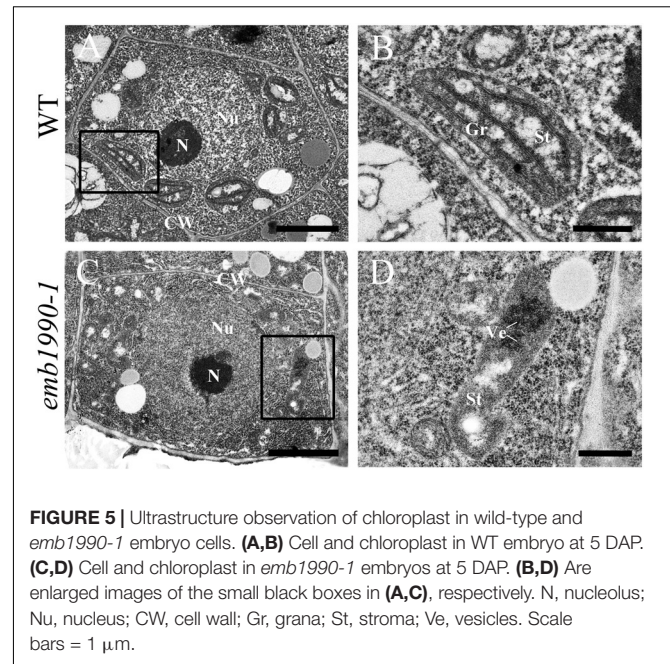 WT
A
Nu
N
CW
B
Gr
St
emb1990-1
C
CW
Nu
N
D
Ve
St
FIGURE 5 | Ultrastructure observation of chloroplast in wild-type and
emb1990-1 embryo cells. (A,B) Cell and chloroplast in WT embryo at 5 DAP.
(C,D) Cell and chloroplast in emb1990-1 embryos at 5 DAP. (B,D) Are
enlarged images of the small black boxes in (A,C), respectively. N, nucleolus;
Nu, nucleus; CW, cell wall; Gr, grana; St, stroma; Ve, vesicles. Scale
bars = 1 μm.